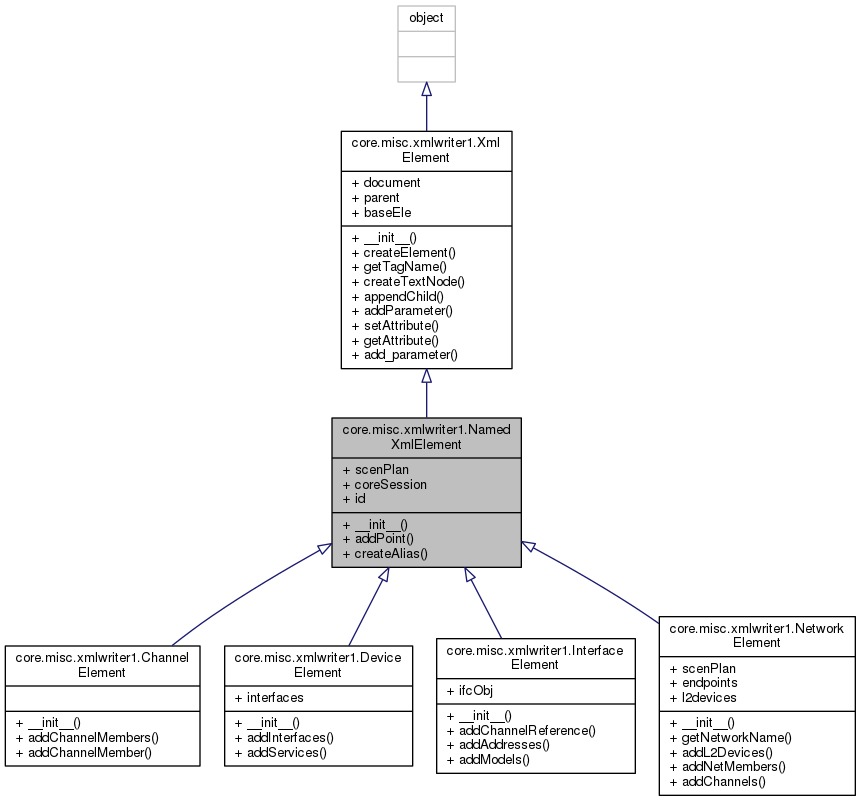 object
core.misc.xmlwriter1.Xml
Element
+ document
+ parent
+ baseEle
+ __init__()
+ createElement()
+ getTagName()
+ createTextNode()
+ appendChild()
+ addParameter()
+ setAttribute()
+ getAttribute()
+ add_parameter()
core.misc.xmlwriter1.Named
XmlElement
+ scenPlan
+ coreSession
+ id
+ __init__()
+ addPoint()
+ createAlias()
core.misc.xmlwriter1.Channel
Element
+ __init__()
+ addChannelMembers()
+ addChannelMember()
core.misc.xmlwriter1.Device
Element
+ interfaces
+ __init__()
+ addInterfaces()
+ addServices()
core.misc.xmlwriter1.Interface
Element
+ ifcObj
+ __init__()
+ addChannelReference()
+ addAddresses()
+ addModels()
core.misc.xmlwriter1.Network
Element
+ scenPlan
+ endpoints
+ l2devices
+ __init__()
+ getNetworkName()
+ addL2Devices()
+ addNetMembers()
+ addChannels()